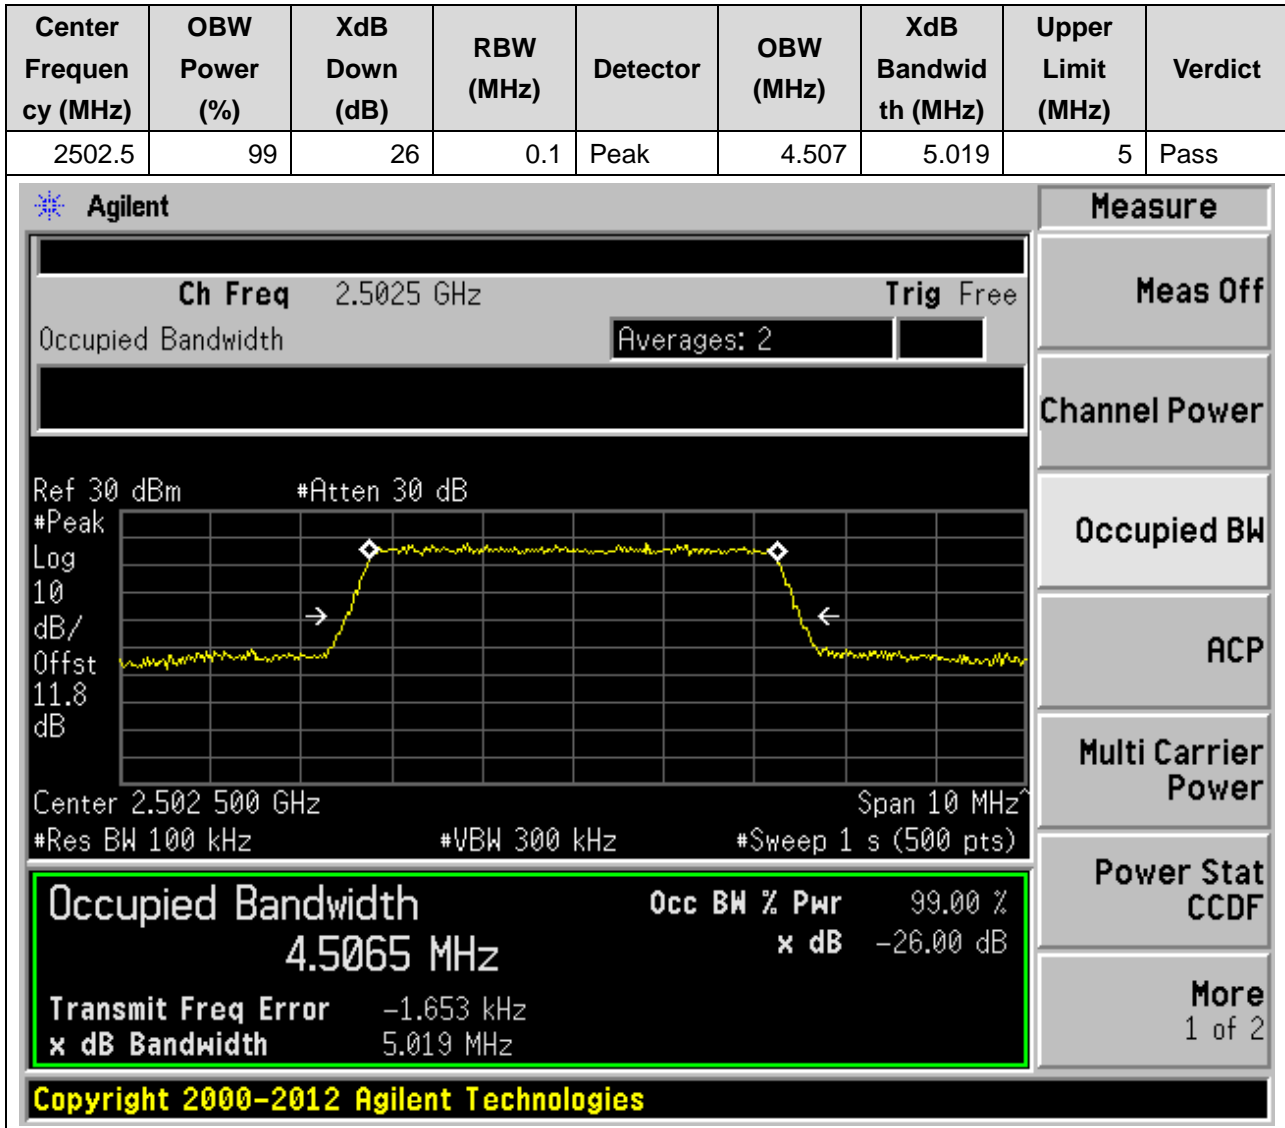 Center Frequen cy (MHz) | OBW Power (%) | XdB Down (dB) | RBW (MHz) | Detector | OBW (MHz) | XdB Bandwid th (MHz) | Upper Limit (MHz) | Verdict
2502.5 | 99 | 26 | 0.1 | Peak | 4.507 | 5.019 | 5 | Pass
Agilent
Measure
Ch Freq 2.5025 GHz Trig Free
Occupied Bandwidth Averages: 2
Ref 30 dBm #Atten 30 dB
#Peak
Log
10
dB/
Offst
11.8
dB
Center 2.502 500 GHz Span 10 MHz^
#Res BW 100 kHz #VBW 300 kHz #Sweep 1 s (500 pts)
Occupied Bandwidth Occ BW % Pwr 99.00 %
4.5065 MHz x dB -26.00 dB
Transmit Freq Error -1.653 kHz
x dB Bandwidth 5.019 MHz
Meas Off
Channel Power
Occupied BW
ACP
Multi Carrier
Power
Power Stat
CCDF
More
1 of 2
Copyright 2000-2012 Agilent Technologies